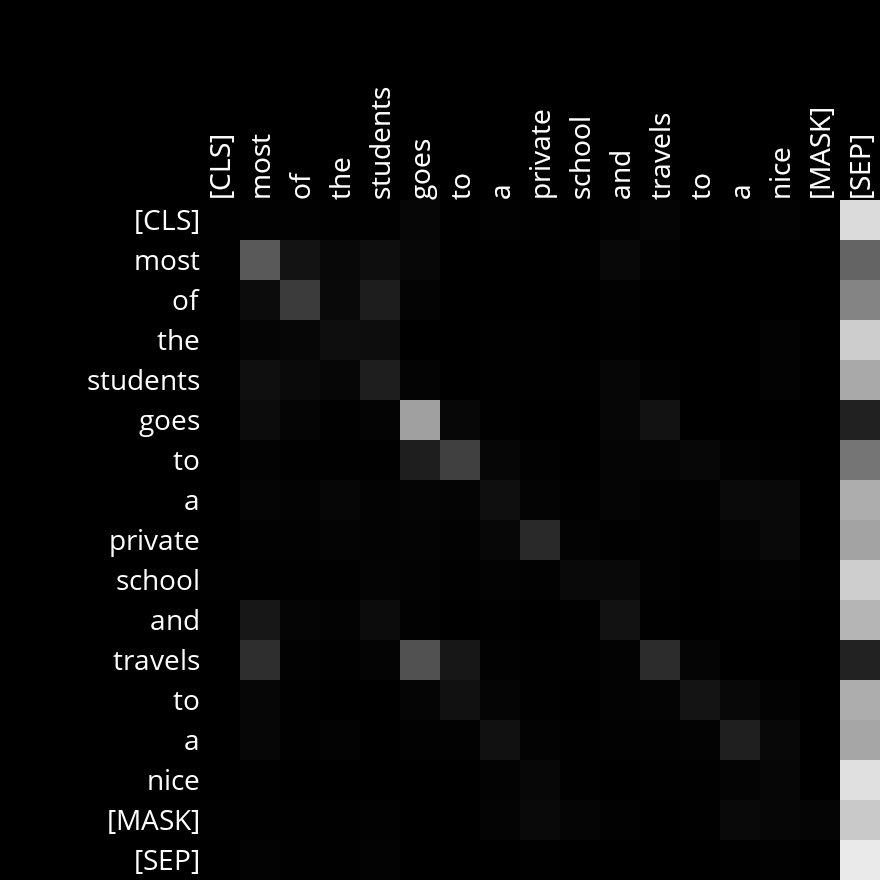 [CLS] most of the students goes to a private school and travels to a nice [MASK] [SEP]
[CLS]
most
of
the
students
goes
to
a
private
school
and
travels
to
a
nice
[MASK]
[SEP]